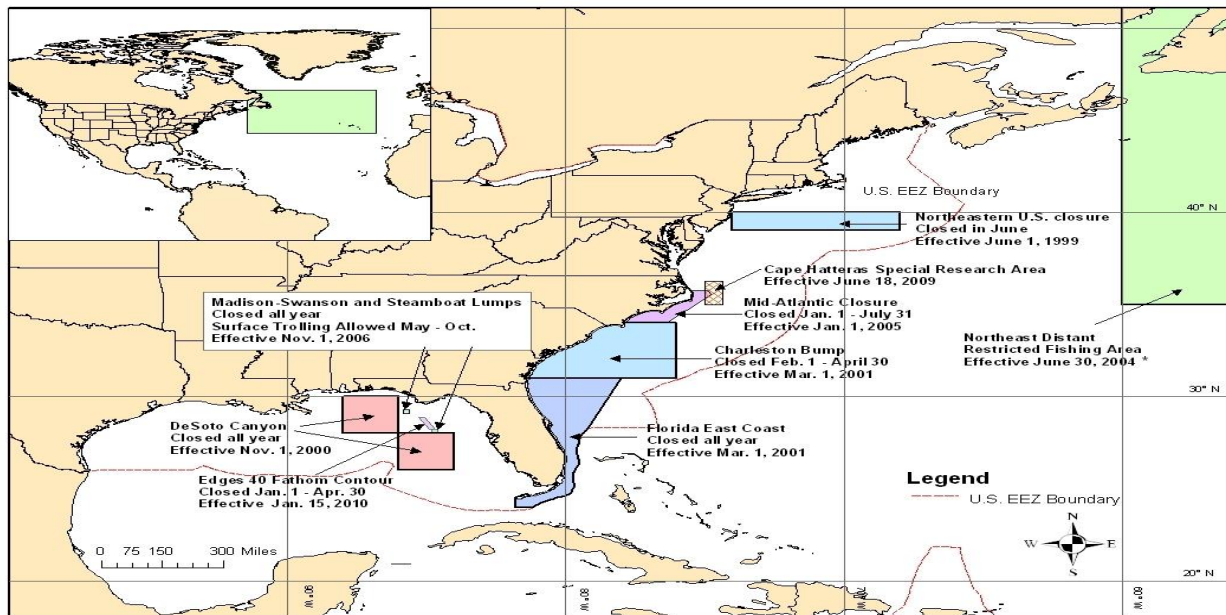 U.S. EEZ Boundary
40° N
Northeastern U.S. closure
Closed in June
Effective June 1, 1999
Cape Hatteras Special Research Area
Effective June 18, 2009
Madison-Swanson and Steamboat Lumps
Closed all year
Surface Trolling Allowed May - Oct.
Effective Nov. 1, 2006
Mid-Atlantic Closure
Closed Jan. 1 - July 31
Effective Jan. 1, 2005
Northeast Distant
Restricted Fishing Area
Effective June 30, 2004 *
Charleston Bump
Closed Feb. 1 - April 30
Effective Mar. 1, 2001
30° N
DeSoto Canyon
Closed all year
Effective Nov. 1, 2000
Florida East Coast
Closed all year
Effective Mar. 1, 2001
Edges 40 Fathom Contour
Closed Jan. 1 - Apr. 30
Effective Jan. 15, 2010
Legend
U.S. EEZ Boundary
N
W E
S
0 75 150 300 Miles
20° N
90° W
80° W
70° W
60° W